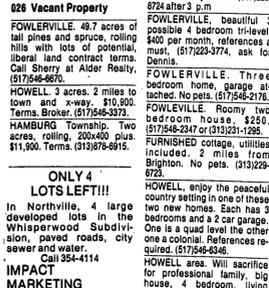 026 Vacant Property
FOWLERVILLE. 49.7 acres of
tall pines and spruce, rolling
hills with lots of potential,
liberal land contract terms.
Call Sherry at Alder Realty,
(517)546-6670.
HOWELL. 3 acres. 2 miles to
town and x-way. $10,900.
Terms. Broker. (517)546-3373.
HAMBURG Township. Two
acres, rolling, 200x400 plus.
$11,900. Terms. (313)878-6915.
ONLY 4
LOTS LEFT!!!
In Northville, 4 large
developed lots in the
Whisperwood Subdivi-
sion, paved roads, city
sewer and water.
Call 354-4114
IMPACT
MARKETING
8724 after 3 p.m
FOWLERVILLE, beautiful
possible 4 bedroom tri-level
$400 per month, references a
must, (517)223-3774, ask fo
Dennis.
FOWLERVILLE. Three
bedroom home, garage at-
tached. No pets. (517)546-2176.
FOWLEVILLE. Roomy two
bedroom house, $250.
(517)548-2347 or (313)231-1295.
FURNISHED cottage, utilities
included. 2 miles from
Brighton. No pets. (313)229-
6723.
HOWELL, enjoy the peaceful
country setting in one of these
two new homes. Each has 3
bedrooms and a 2 car garage.
One is a quad level the other
one a colonial. References re-
quired. (517)546-6346.
HOWELL area. Will sacrifice
for professional family, big
house, 4 bedroom, living